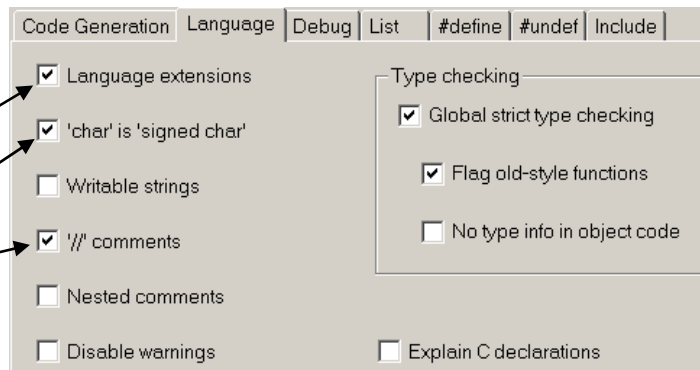 Code Generation Language Debug List #define #undef Include
Language extensions
'char' is 'signed char'
Writable strings
'//' comments
Nested comments
Disable warnings
Type checking
Global strict type checking
Flag old-style functions
No type info in object code
Explain C declarations